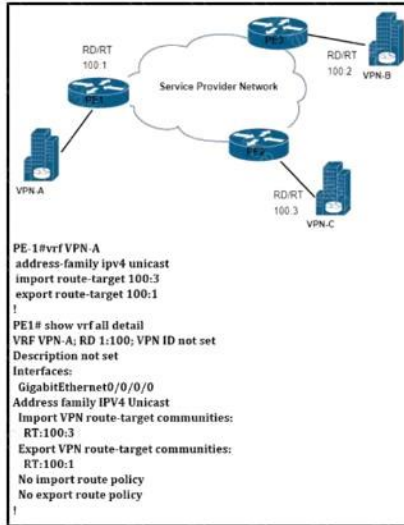 PE3
RD/RT
100:1
RD/RT
100:2
VPN-B
PE1
Service Provider Network
VPN-A
RD/RT
100:3
VPN-C
PE-1#vrf VPN-A
address-family ipv4 unicast
import route-target 100:3
export route-target 100:1
!
PE1# show vrf all detail
VRF VPN-A; RD 1:100; VPN ID not set
Description not set
Interfaces:
GigabitEthernet0/0/0/0
Address family IPV4 Unicast
Import VPN route-target communities:
RT:100:3
Export VPN route-target communities:
RT:100:1
No import route policy
No export route policy
!